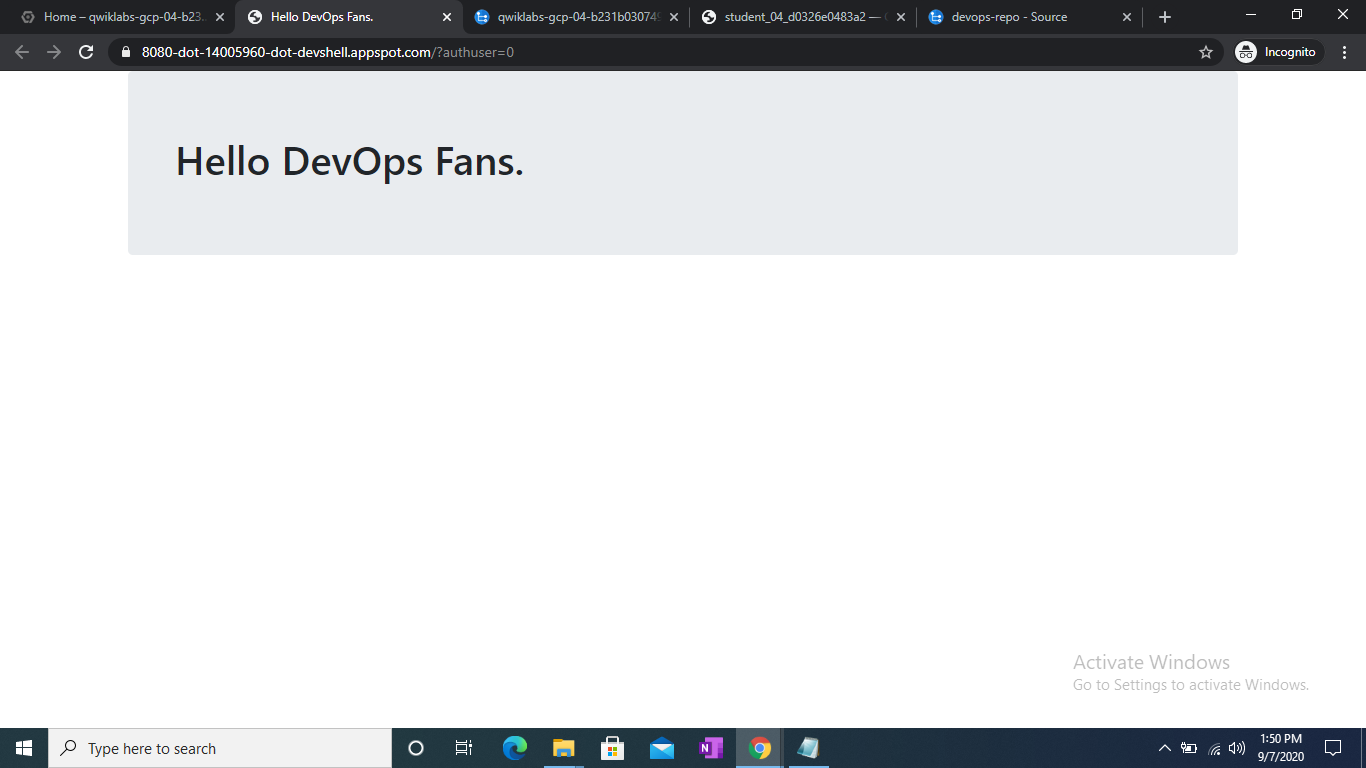 Home – qwiklabs-gcp-04-b23
Hello DevOps Fans.
qwiklabs-gcp-04-b231b030749
student_04_d0326e0483a2 —
devops-repo - Source
8080-dot-14005960-dot-devshell.appspot.com/?authuser=0
Incognito
Hello DevOps Fans.
Activate Windows
Go to Settings to activate Windows.
Type here to search
N
1:50 PM
9/7/2020